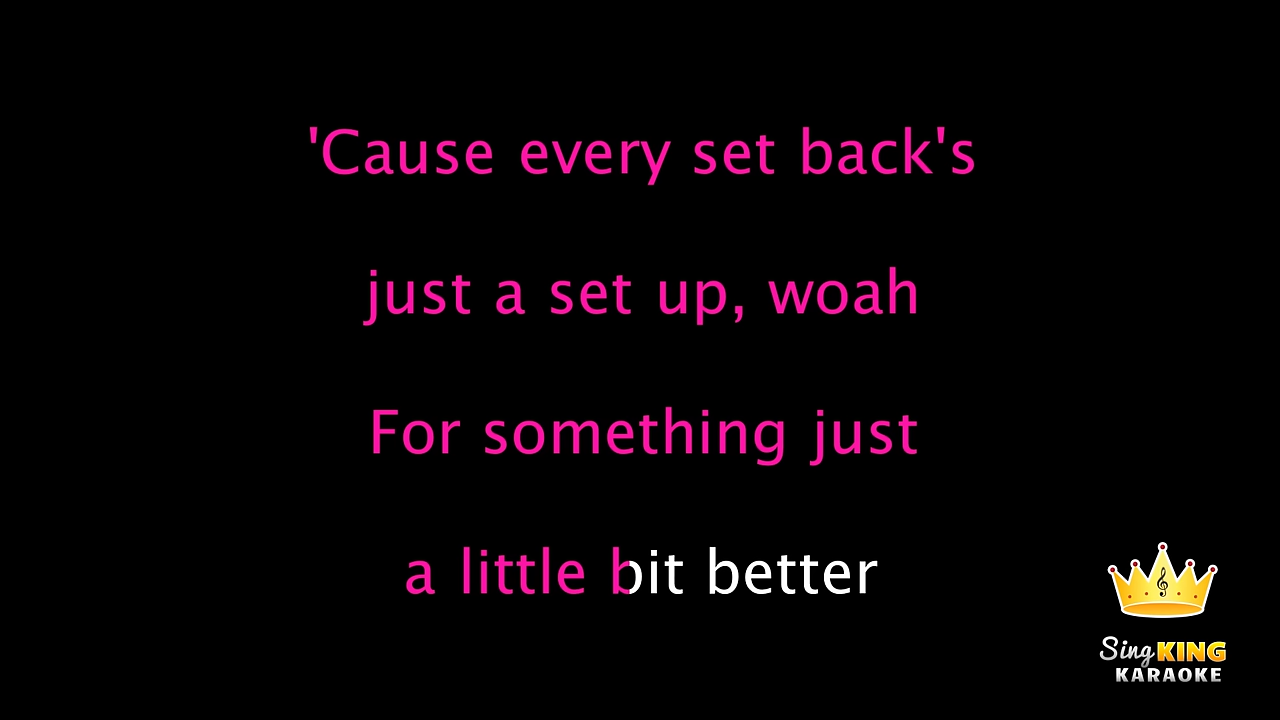 'Cause every set back's
just a set up, woah
For something just
a little bit better
Sing KING
KARAOKE